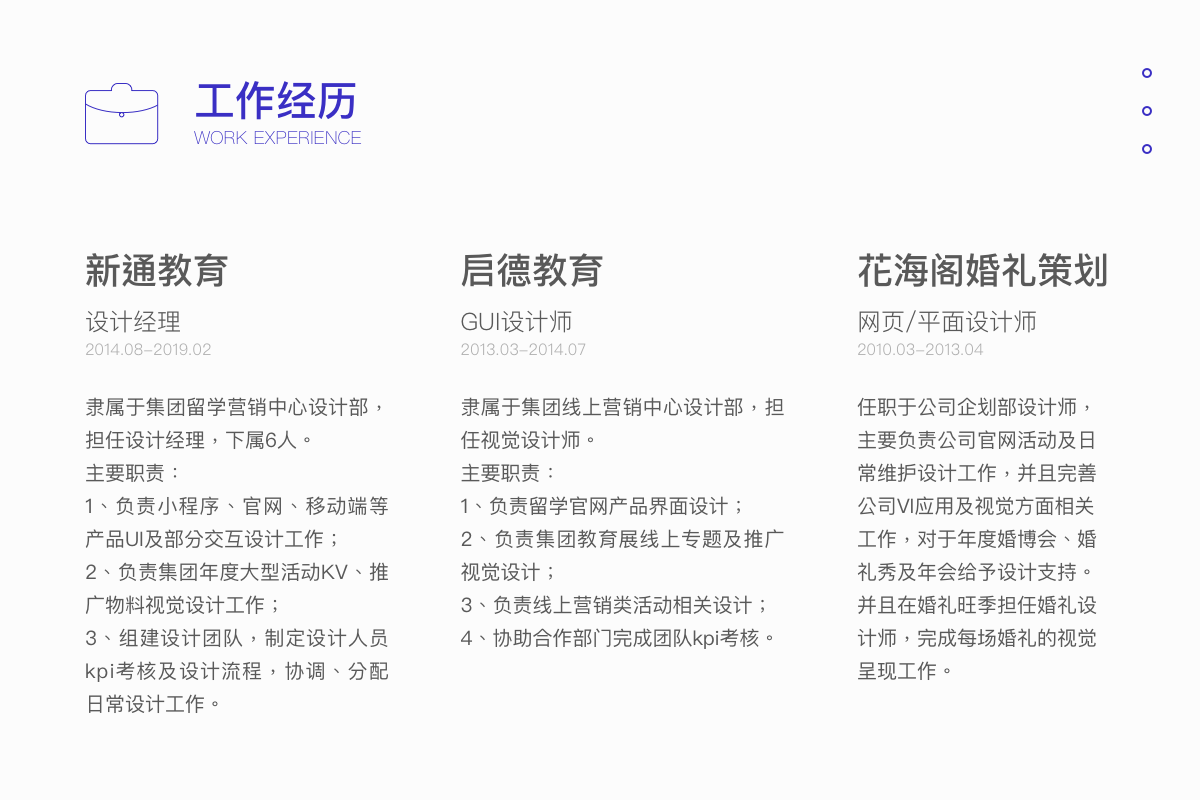 工作经历
WORK EXPERIENCE
新通教育
设计经理
2014.08-2019.02
隶属于集团留学营销中心设计部，
担任设计经理，下属6人。
主要职责：
1、负责小程序、官网、移动端等
产品UI及部分交互设计工作；
2、负责集团年度大型活动KV、推
广物料视觉设计工作；
3、组建设计团队，制定设计人员
kpi考核及设计流程，协调、分配
日常设计工作。
启德教育
GUI设计师
2013.03-2014.07
隶属于集团线上营销中心设计部，担
任视觉设计师。
主要职责：
1、负责留学官网产品界面设计；
2、负责集团教育展线上专题及推广
视觉设计；
3、负责线上营销类活动相关设计；
4、协助合作部门完成团队kpi考核。
花海阁婚礼策划
网页/平面设计师
2010.03-2013.04
任职于公司企划部设计师，
主要负责公司官网活动及日
常维护设计工作，并且完善
公司VI应用及视觉方面相关
工作，对于年度婚博会、婚
礼秀及年会给予设计支持。
并且在婚礼旺季担任婚礼设
计师，完成每场婚礼的视觉
呈现工作。